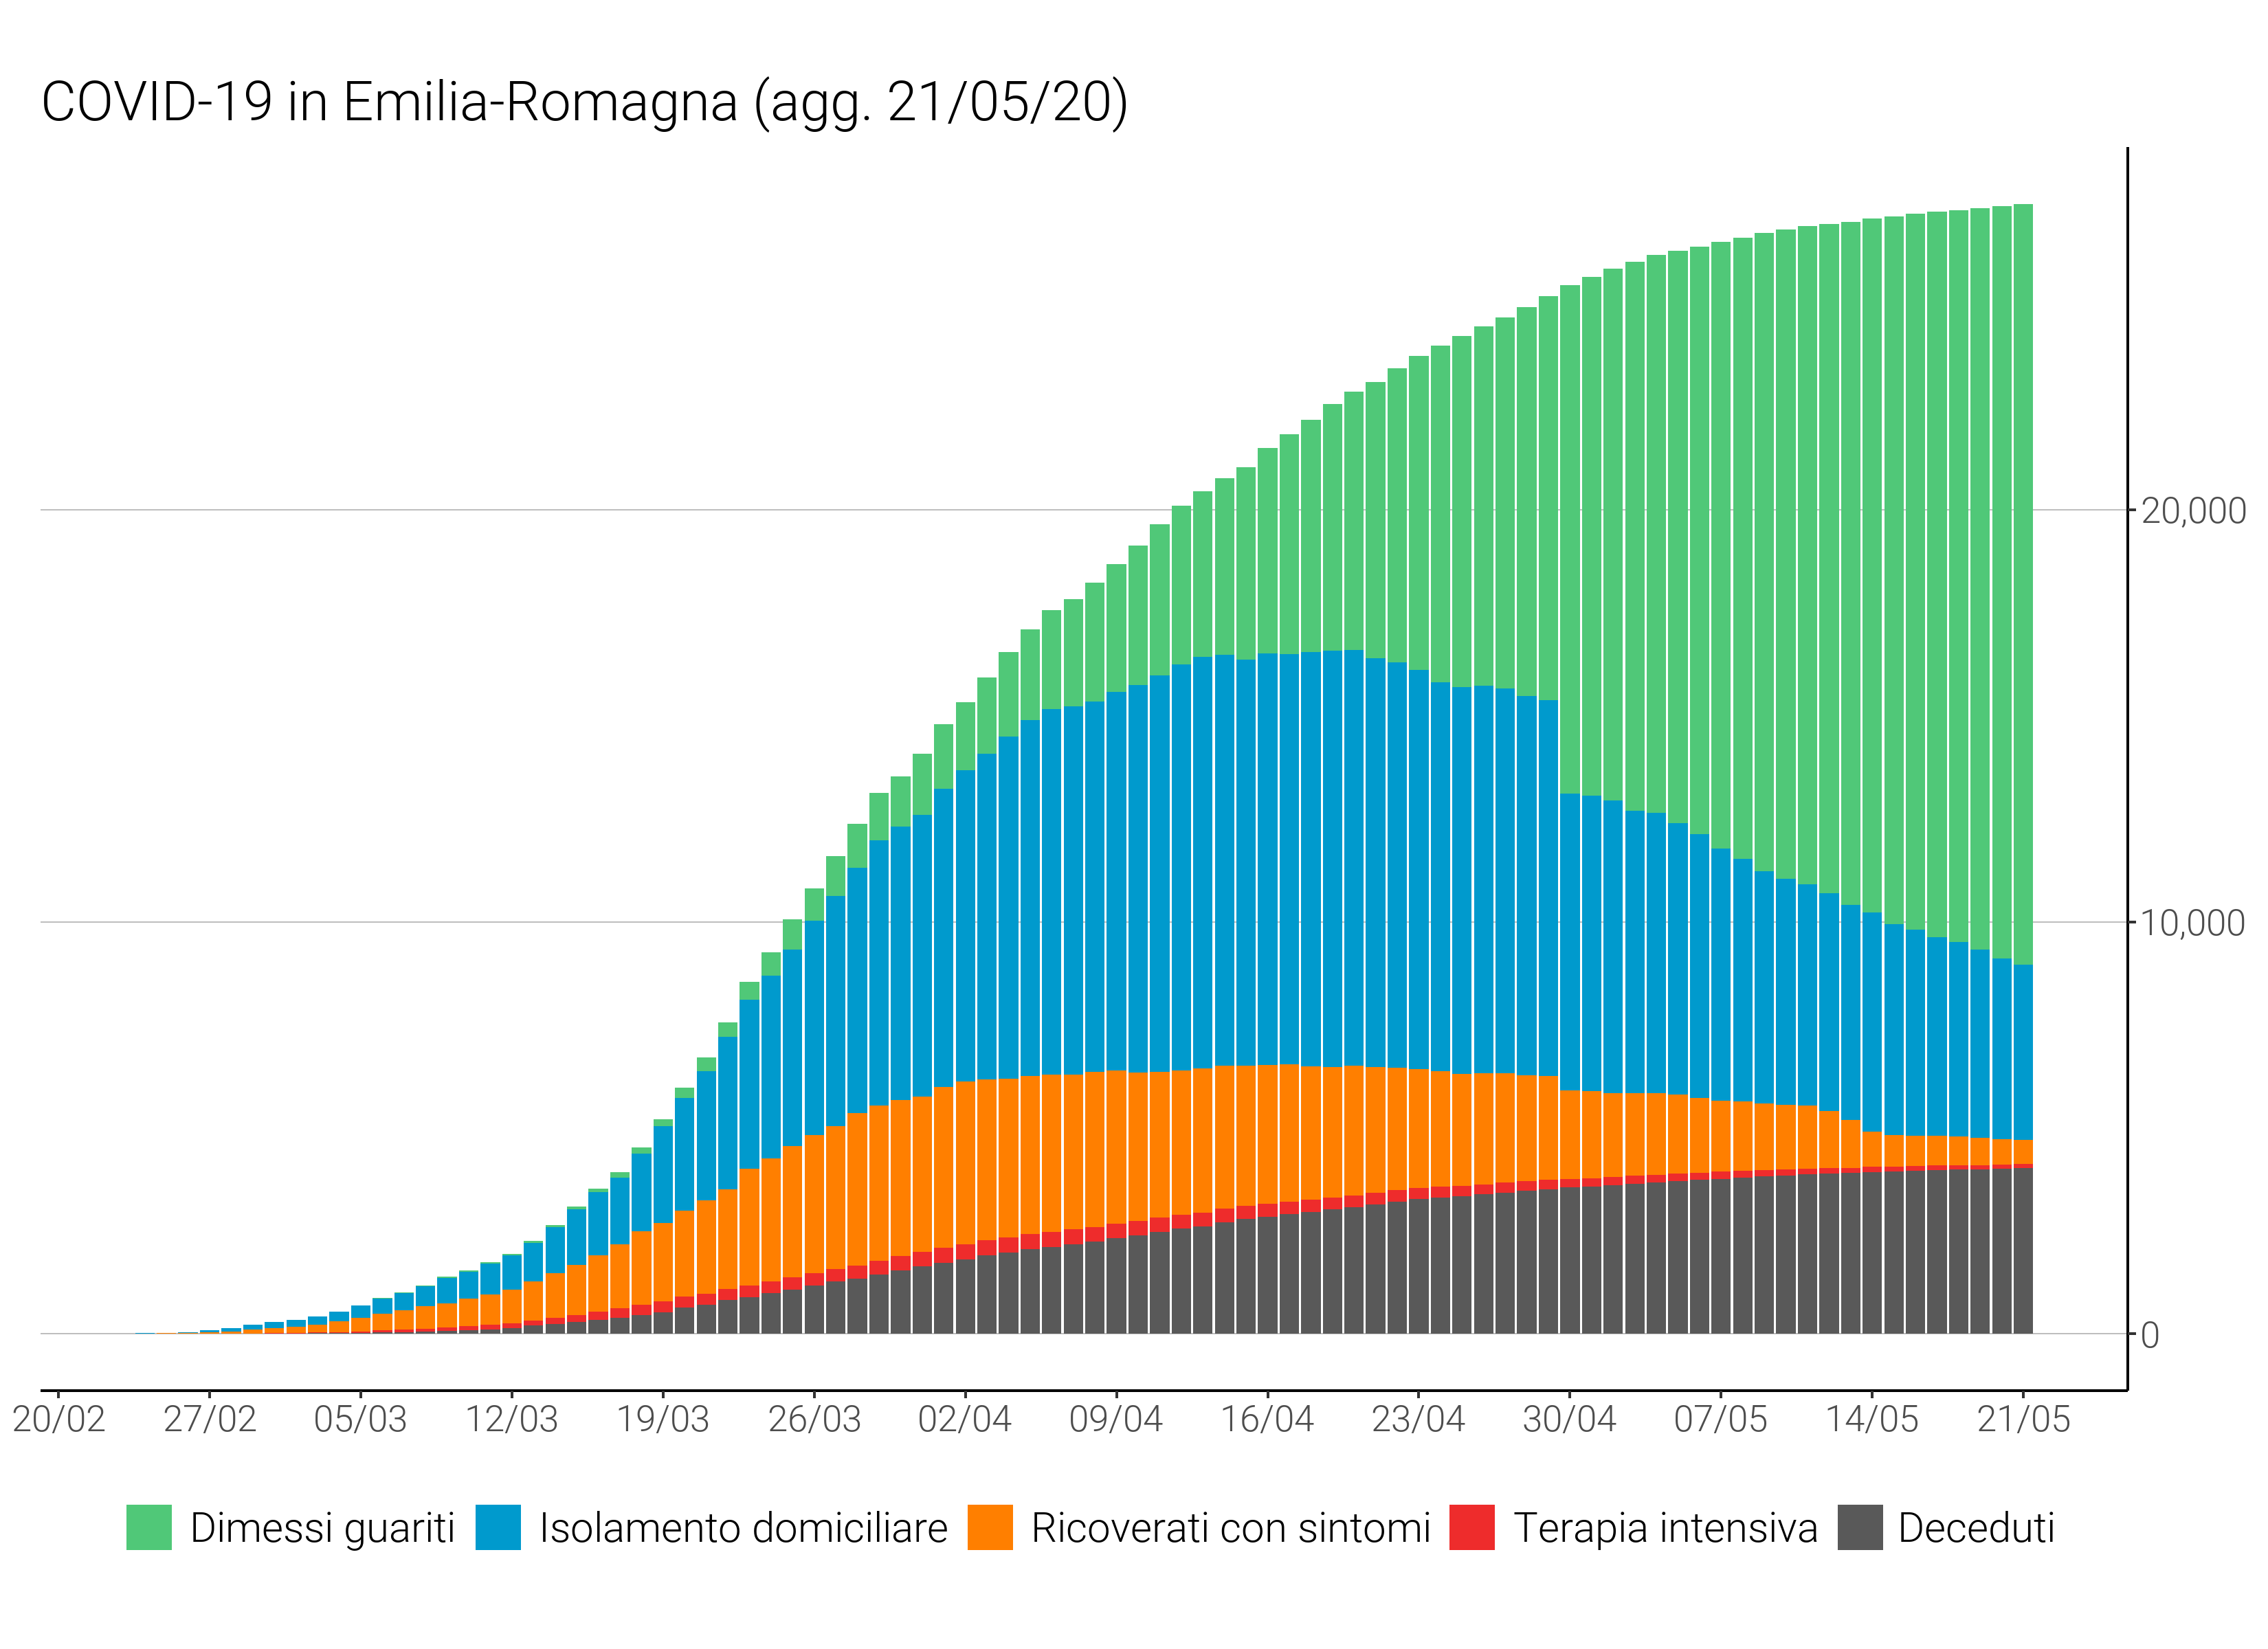 COVID-19 in Emilia-Romagna (agg. 21/05/20)
20,000
10,000
0
20/02 27/02 05/03 12/03 19/03 26/03 02/04 09/04 16/04 23/04 30/04 07/05 14/05 21/05
Dimessi guariti Isolamento domiciliare Ricoverati con sintomi Terapia intensiva Deceduti